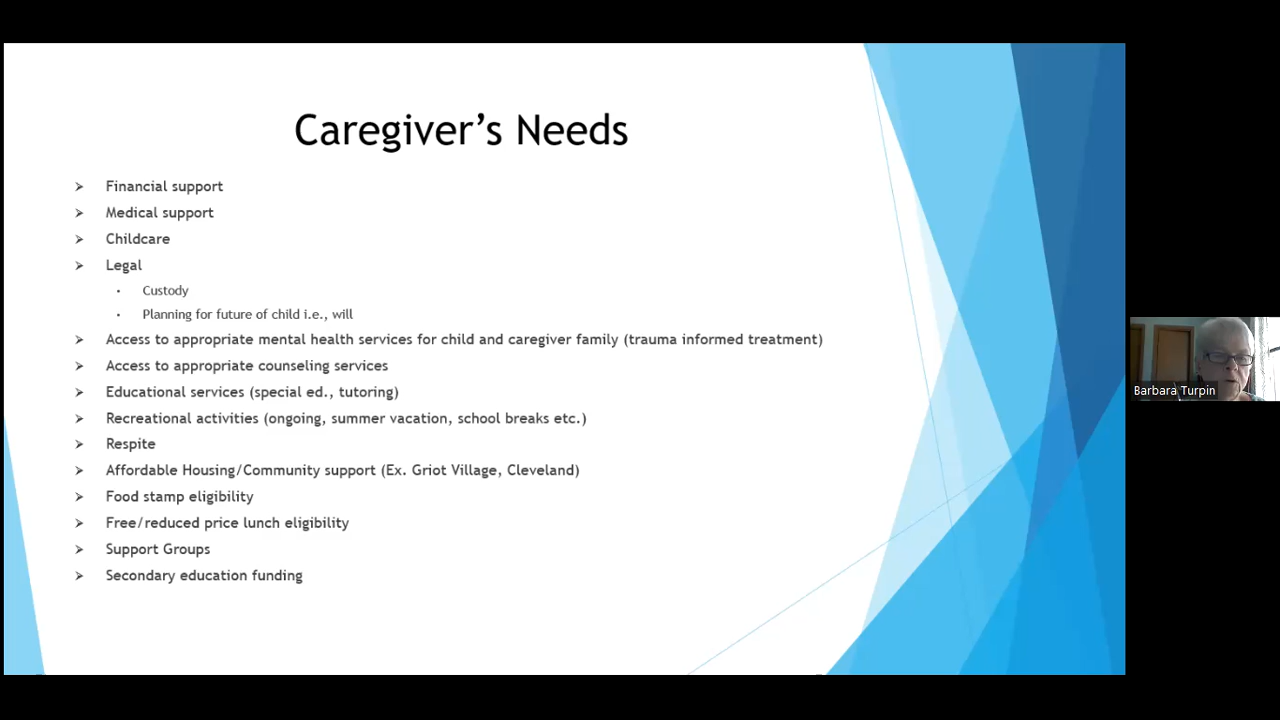 Caregiver's Needs
➢ Financial support
➢ Medical support
➢ Childcare
➢ Legal
• Custody
• Planning for future of child i.e., will
➢ Access to appropriate mental health services for child and caregiver family (trauma informed treatment)
➢ Access to appropriate counseling services
➢ Educational services (special ed., tutoring)
➢ Recreational activities (ongoing, summer vacation, school breaks etc.)
➢ Respite
➢ Affordable Housing/Community support (Ex. Griot Village, Cleveland)
➢ Food stamp eligibility
➢ Free/reduced price lunch eligibility
➢ Support Groups
➢ Secondary education funding
Barbara Turpin